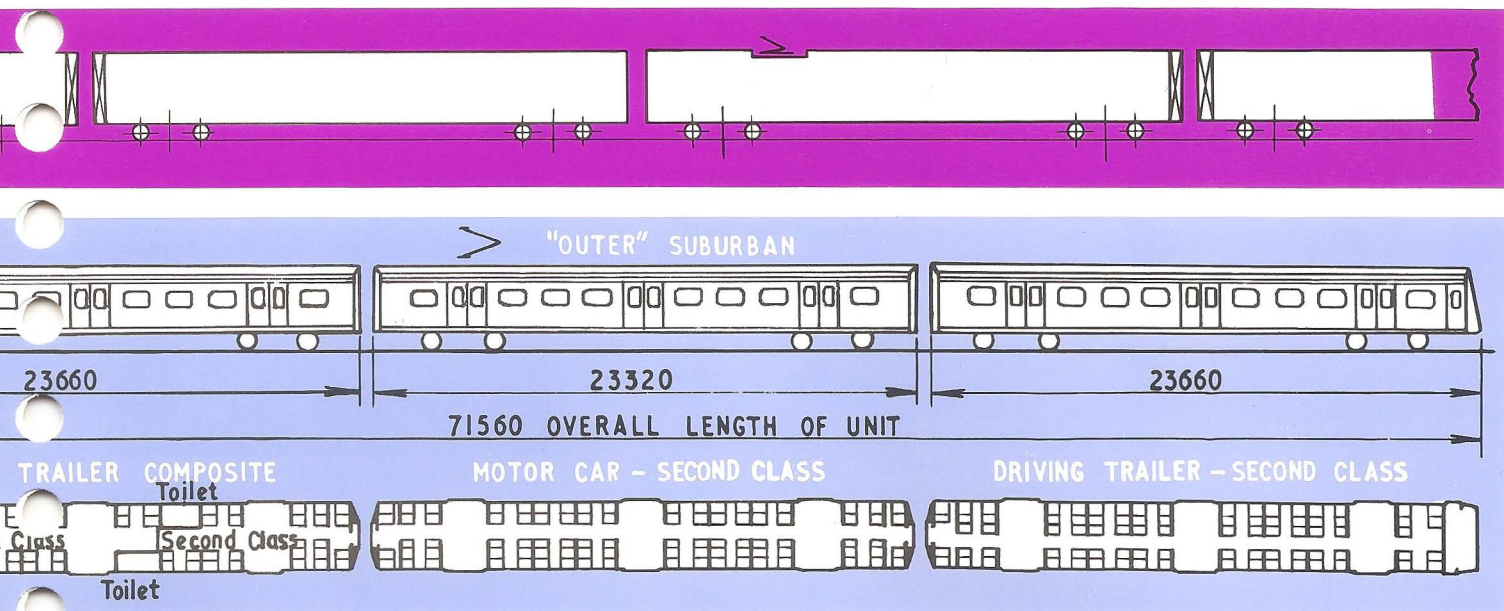 "OUTER" SUBURBAN
23660 23320 23660
71560 OVERALL LENGTH OF UNIT
TRAILER COMPOSITE MOTOR CAR – SECOND CLASS DRIVING TRAILER – SECOND CLASS
Toilet
Class Second Class
Toilet